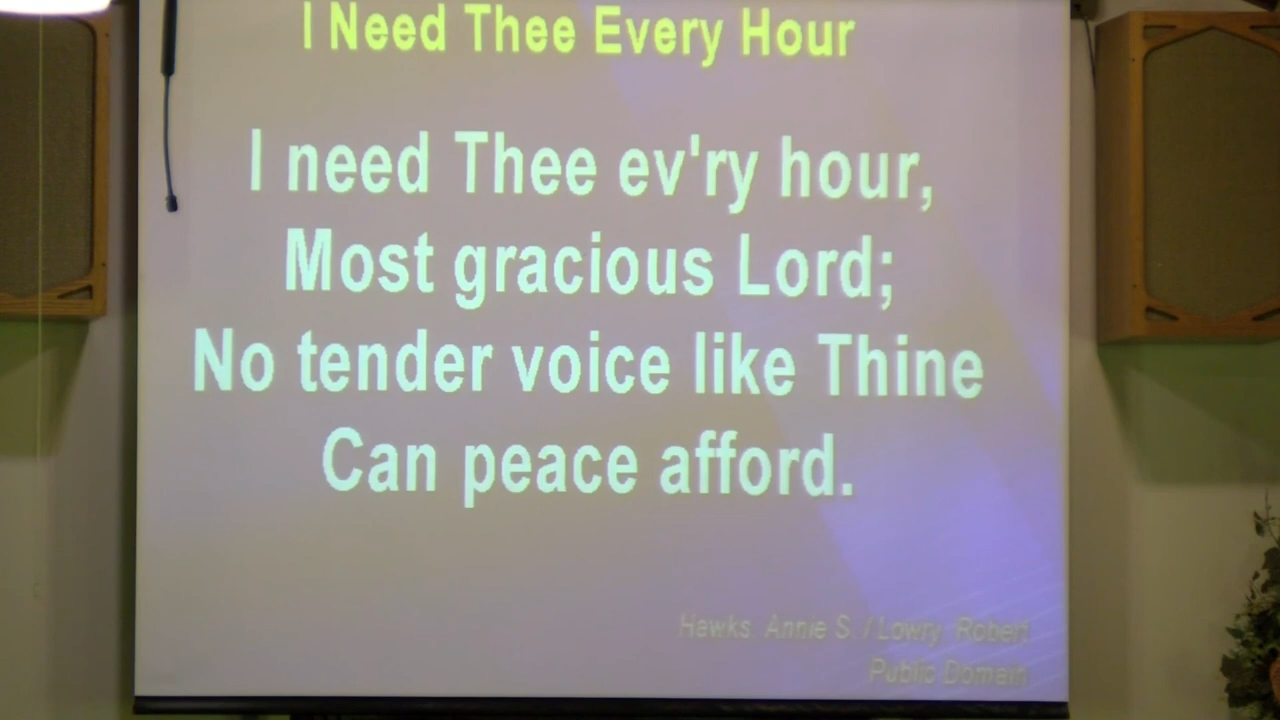 I Need Thee Every Hour
I need Thee ev'ry hour,
Most gracious Lord;
No tender voice like Thine
Can peace afford.
Hawks, Annie S. / Lowry, Robert
Public Domain